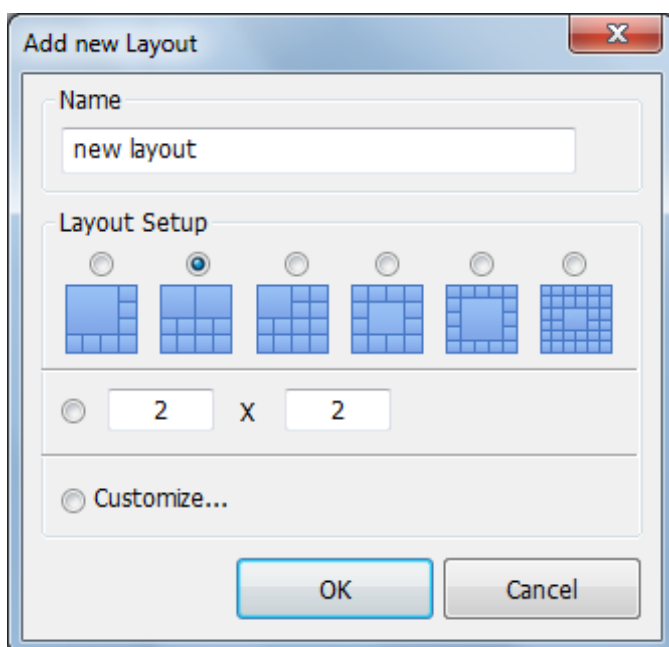 Add new Layout
Name
new layout
Layout Setup
2 X 2
Customize...
OK Cancel